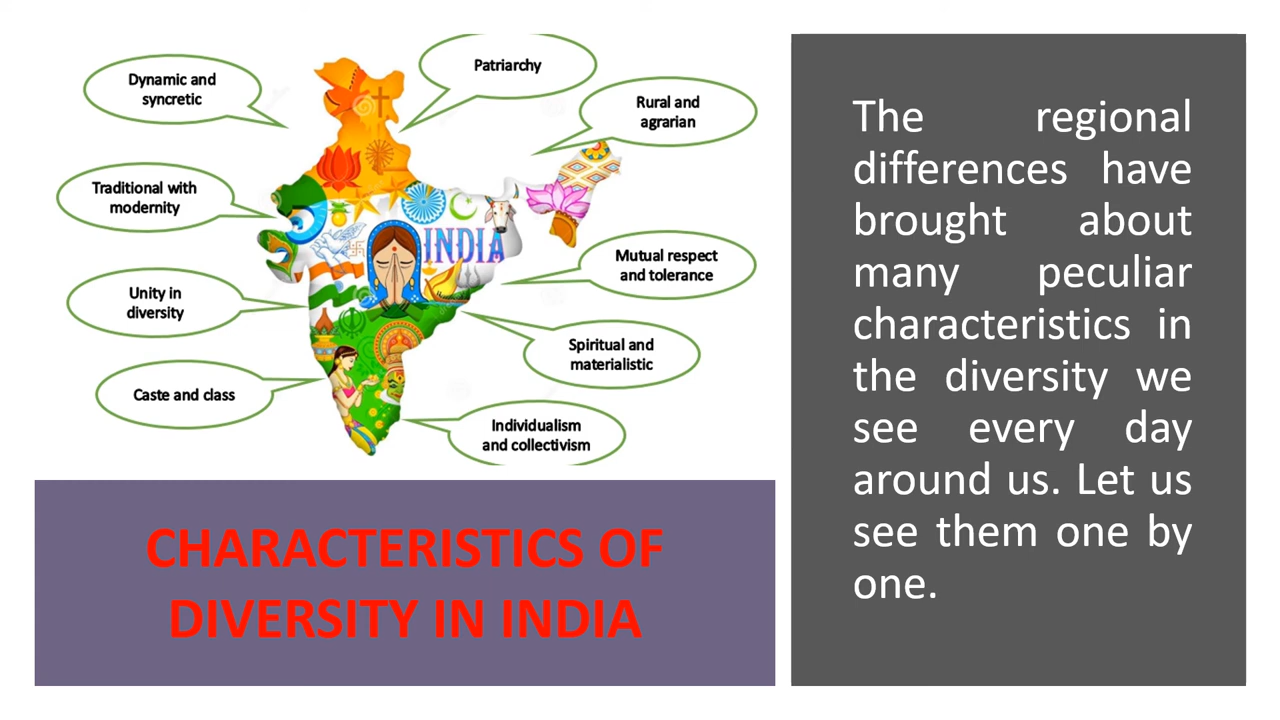 Dynamic and
syncretic
Patriarchy
Rural and
agrarian
Traditional with
modernity
INDIA
Mutual respect
and tolerance
Unity in
diversity
Spiritual and
materialistic
Caste and class
Individualism
and collectivism
CHARACTERISTICS OF
DIVERSITY IN INDIA
The regional
differences have
brought about
many peculiar
characteristics in
the diversity we
see every day
around us. Let us
see them one by
one.